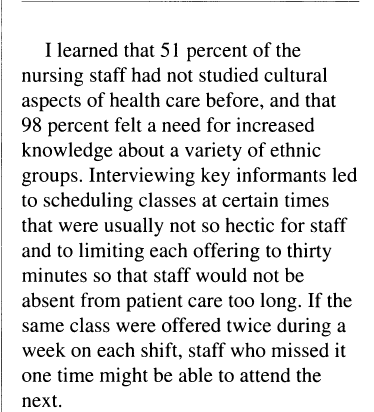 I learned that 51 percent of the
nursing staff had not studied cultural
aspects of health care before, and that
98 percent felt a need for increased
knowledge about a variety of ethnic
groups. Interviewing key informants led
to scheduling classes at certain times
that were usually not so hectic for staff
and to limiting each offering to thirty
minutes so that staff would not be
absent from patient care too long. If the
same class were offered twice during a
week on each shift, staff who missed it
one time might be able to attend the
next.